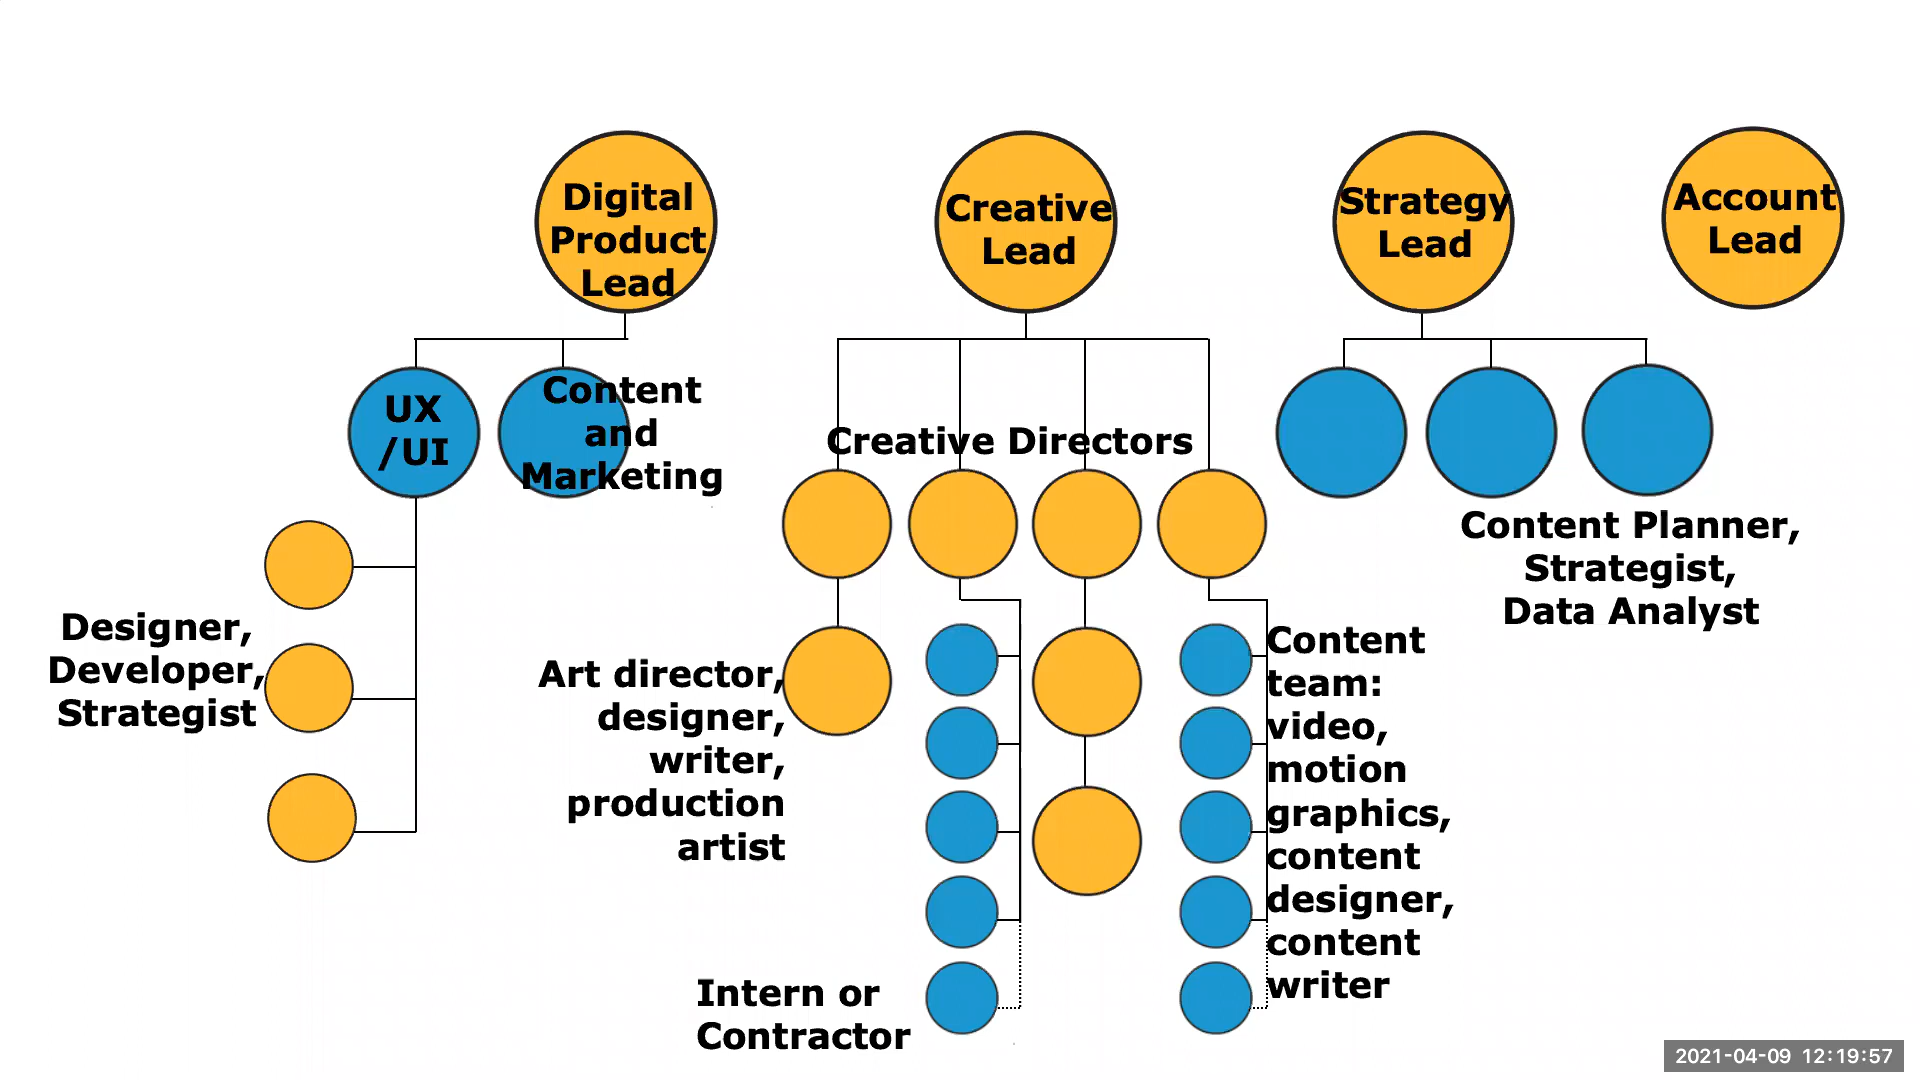 Digital
Product
Lead
Creative
Lead
Strategy
Lead
Account
Lead
UX
/UI
Content
and
Marketing
Creative Directors
Content Planner,
Strategist,
Data Analyst
Designer,
Developer,
Strategist
Art director,
designer,
writer,
production
artist
Content
team:
video,
motion
graphics,
content
designer,
content
writer
Intern or
Contractor
2021-04-09 12:19:57